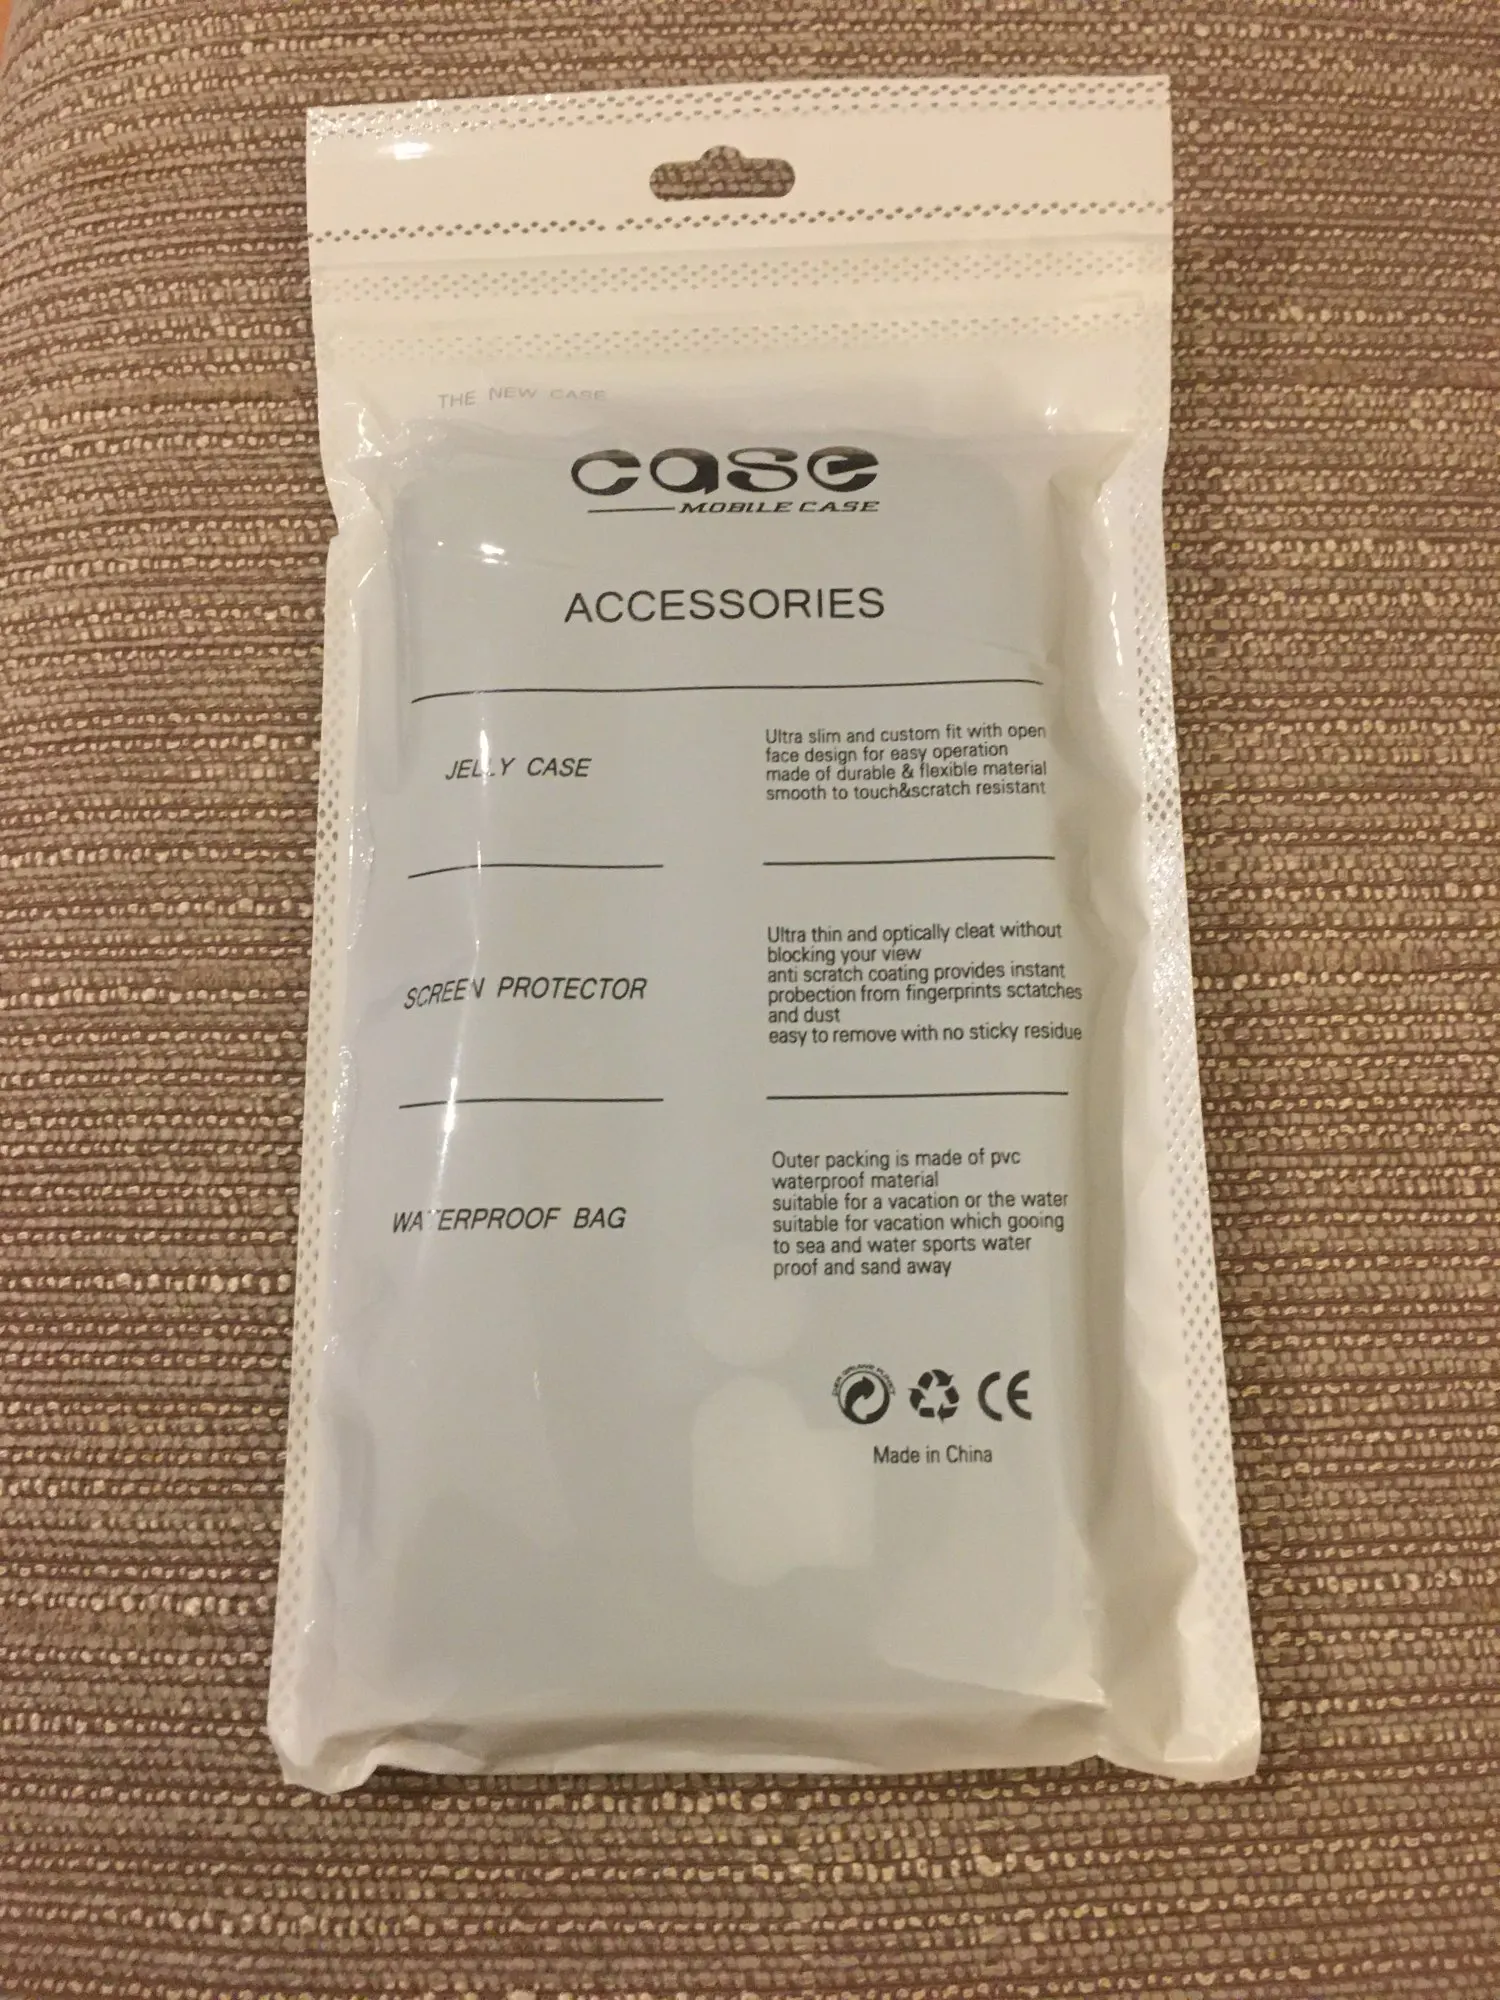 THE NEW CASE
case
MOBILE CASE
ACCESSORIES
JELLY CASE
Ultra slim and custom fit with open
face design for easy operation
made of durable & flexible material
smooth to touch&scratch resistant
SCREEN PROTECTOR
Ultra thin and optically cleat without
blocking your view
anti scratch coating provides instant
probection from fingerprints sctatches
and dust
easy to remove with no sticky residue
WATERPROOF BAG
Outer packing is made of pvc
waterproof material
suitable for a vacation or the water
suitable for vacation which gooing
to sea and water sports water
proof and sand away
CE
Made in China